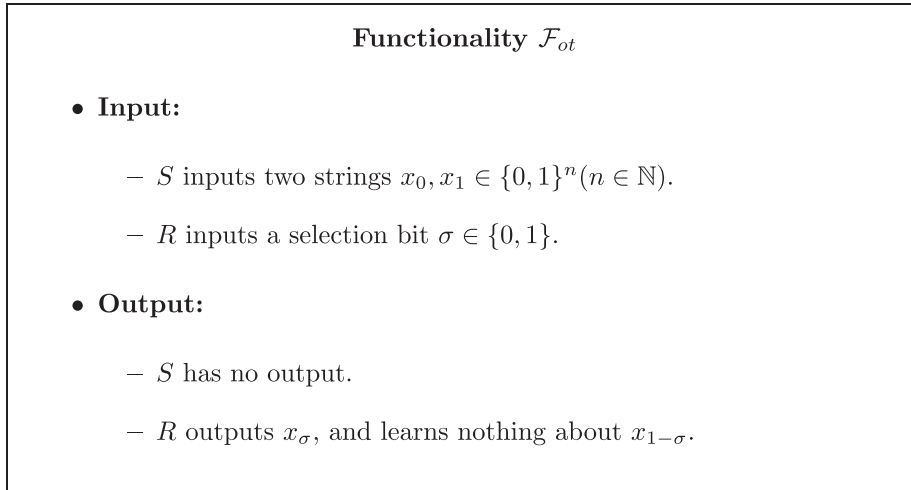 Functionality $\mathcal{F}_{ot}$
• Input:
– $S$ inputs two strings $x_0, x_1 \in \{0, 1\}^n (n \in \mathbb{N})$.
– $R$ inputs a selection bit $\sigma \in \{0, 1\}$.
• Output:
– $S$ has no output.
– $R$ outputs $x_\sigma$, and learns nothing about $x_{1-\sigma}$.